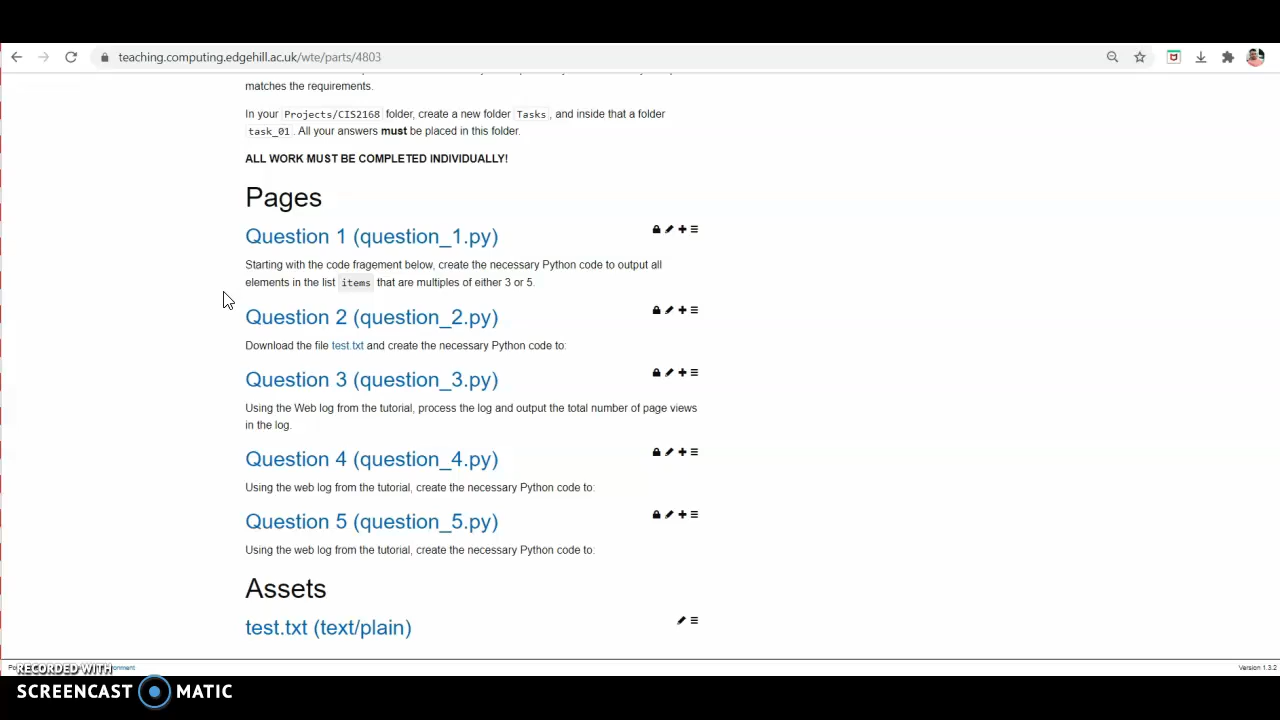 teaching.computing.edgehill.ac.uk/wte/parts/4803
matches the requirements.
In your Projects/CIS2168 folder, create a new folder Tasks, and inside that a folder
task_01. All your answers must be placed in this folder.
ALL WORK MUST BE COMPLETED INDIVIDUALLY!
Pages
Question 1 (question_1.py)
Starting with the code fragement below, create the necessary Python code to output all
elements in the list items that are multiples of either 3 or 5.
Question 2 (question_2.py)
Download the file test.txt and create the necessary Python code to:
Question 3 (question_3.py)
Using the Web log from the tutorial, process the log and output the total number of page views
in the log.
Question 4 (question_4.py)
Using the web log from the tutorial, create the necessary Python code to:
Question 5 (question_5.py)
Using the web log from the tutorial, create the necessary Python code to:
Assets
test.txt (text/plain)
Version 1.3.2
RECORDED WITH
SCREENCAST MATIC